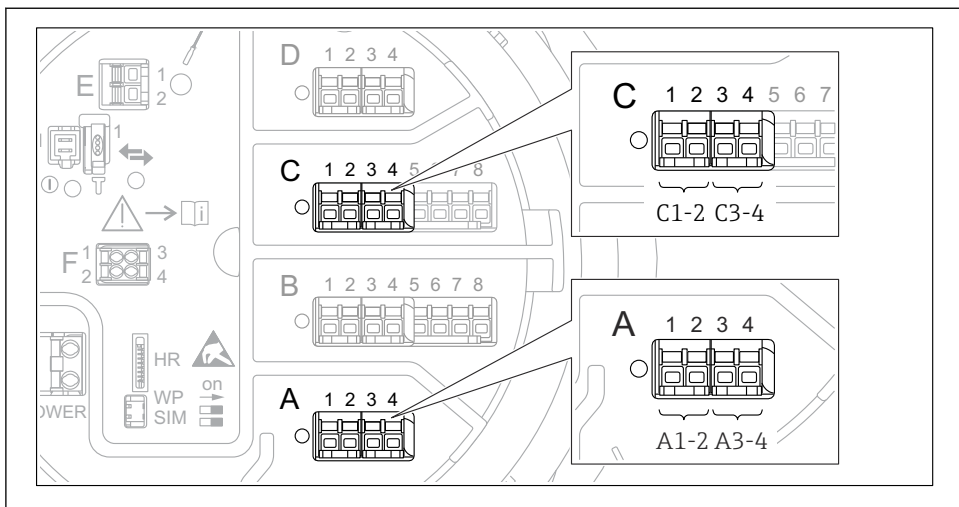 D 1 2 3 4
E 1
2
1
C 1 2 3 4 5 6 7 8
F 1 3
2 4
B 1 2 3 4 5 6 7 8
HR
WP on
SIM
OWER
A 1 2 3 4
C 1 2 3 4 5 6 7
C1-2 C3-4
A 1 2 3 4
A1-2 A3-4